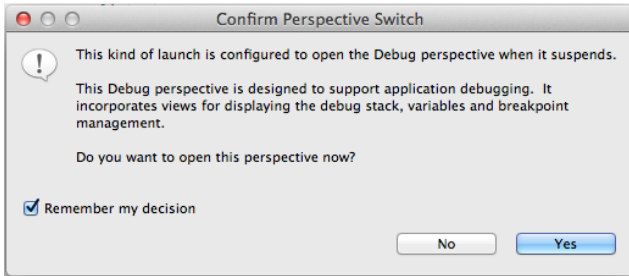 Confirm Perspective Switch
This kind of launch is configured to open the Debug perspective when it suspends.
This Debug perspective is designed to support application debugging.  It
incorporates views for displaying the debug stack, variables and breakpoint
management.
Do you want to open this perspective now?
Remember my decision
No
Yes